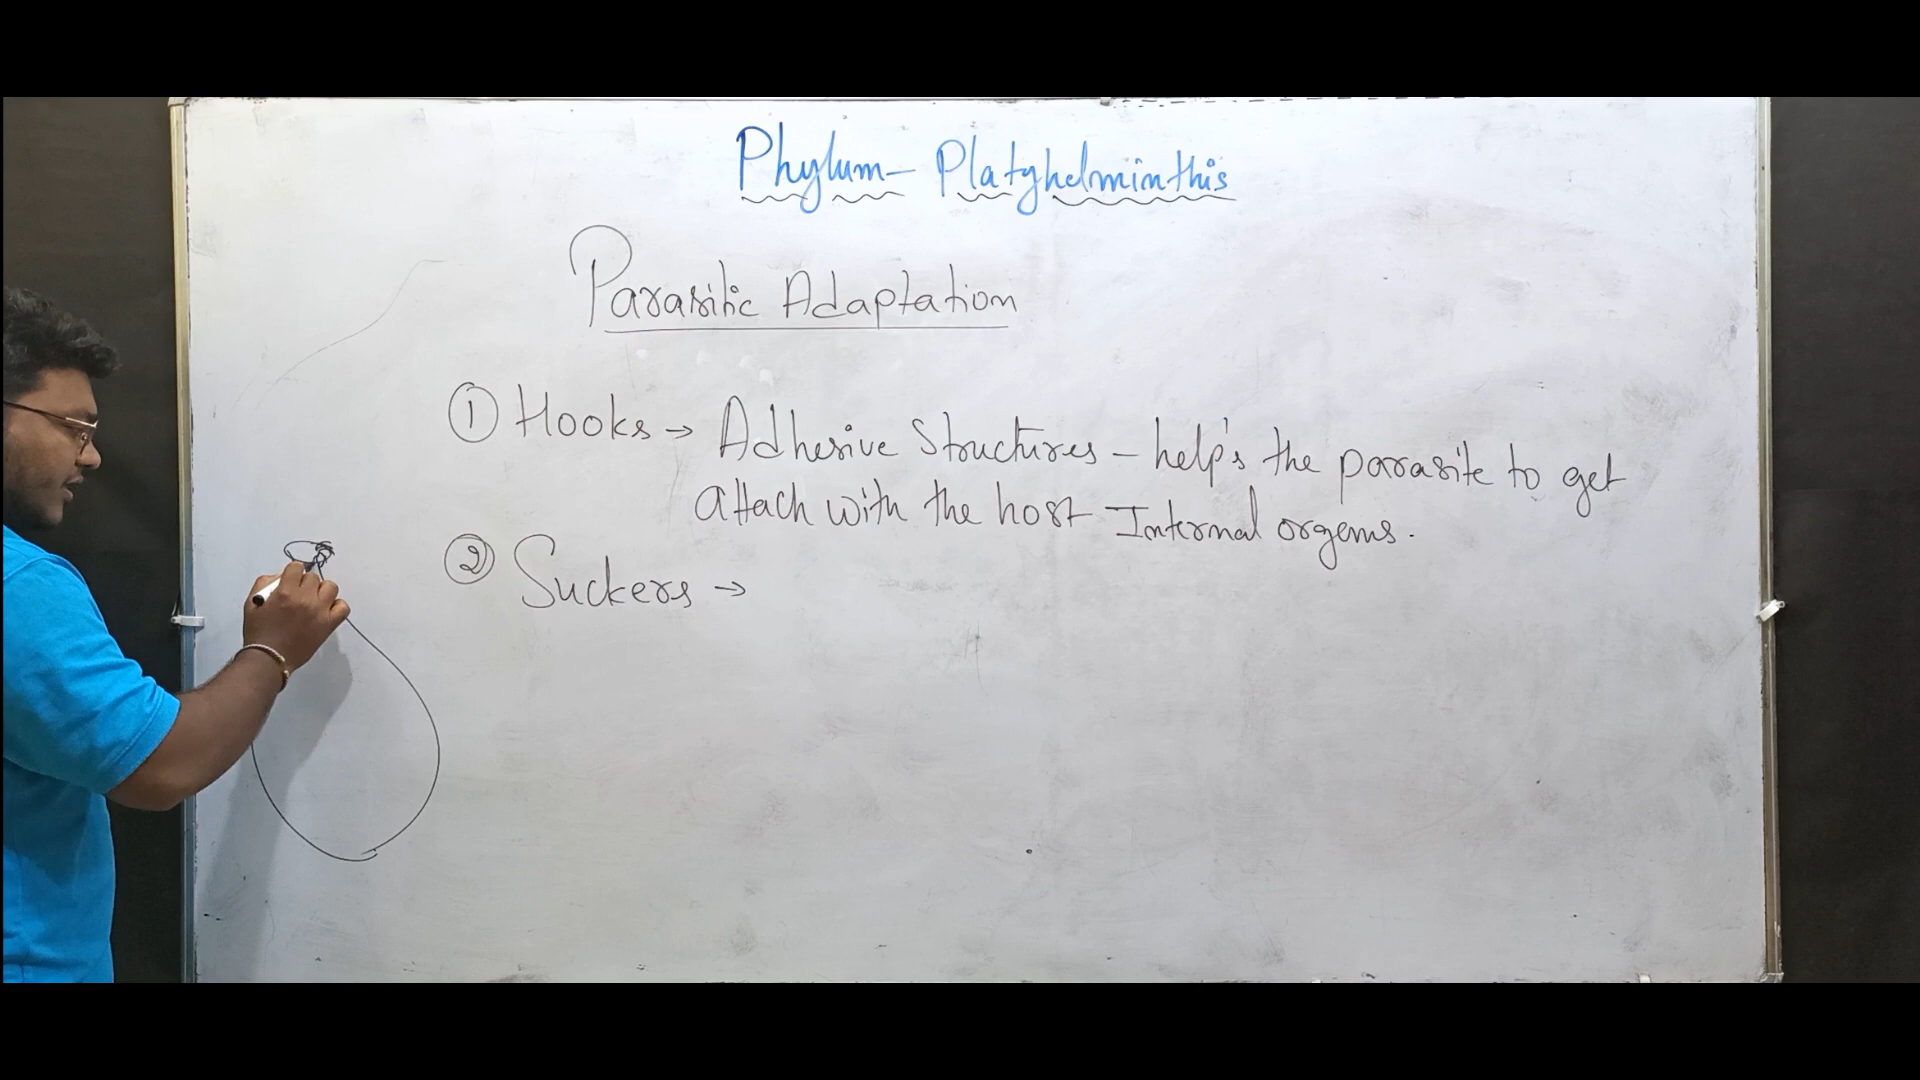 Phylum - Platyhelminthis
Parasitic Adaptation
① Hooks → Adhesive Structures - help's the parasite to get
attach with the host Internal orgems.
② Suckers →